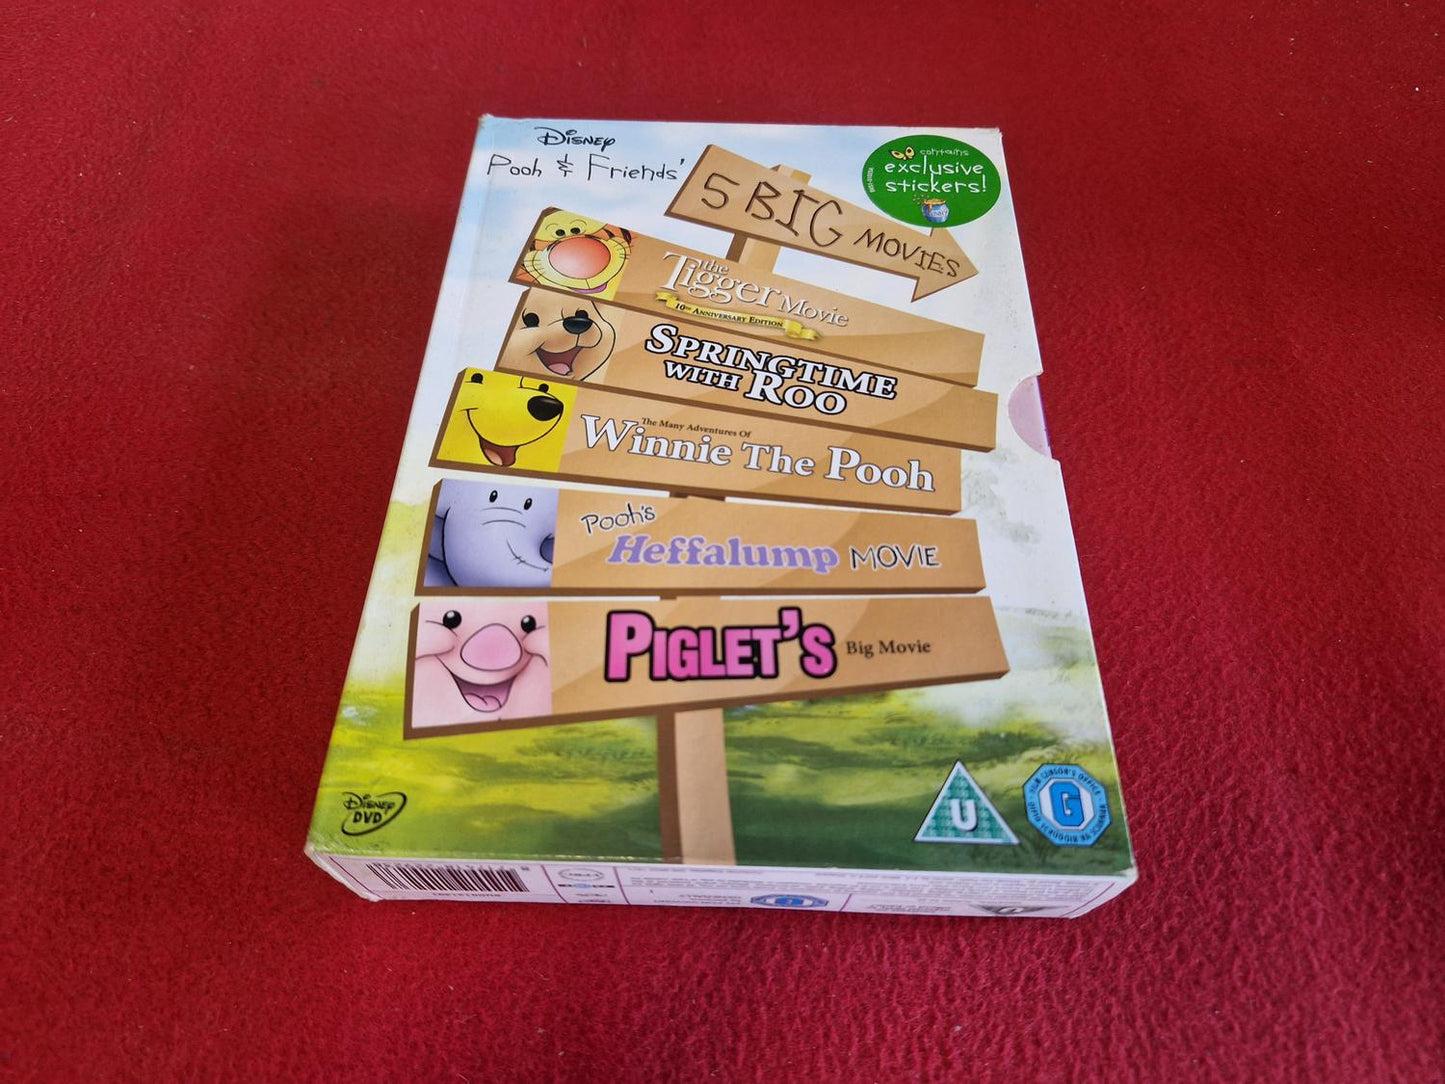 Disney
Pooh & Friends'
5 BIG MOVIES
contains
exclusive
stickers!
the
Tigger Movie
10TH ANNIVERSARY EDITION
SPRINGTIME
WITH ROO
The Many Adventures Of
Winnie The Pooh
Pooh's
Heffalump MOVIE
PIGLET'S Big Movie
Disney
DVD
U
G